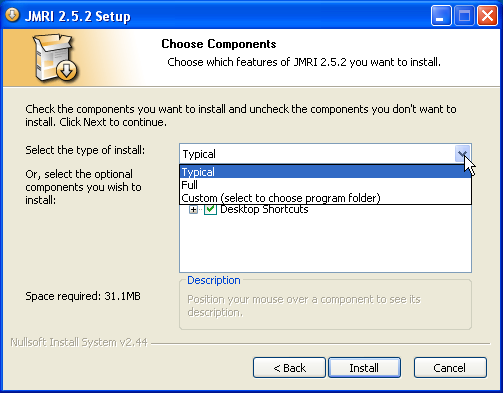 JMRI 2.5.2 Setup
Choose Components
Choose which features of JMRI 2.5.2 you want to install.
Check the components you want to install and uncheck the components you don't want to
install. Click Next to continue.
Select the type of install:
Typical
Typical
Full
Custom (select to choose program folder)
Or, select the optional
components you wish to
install:
Desktop Shortcuts
Space required: 31.1MB
Description
Position your mouse over a component to see its
description.
Nullsoft Install System v2.44
< Back
Install
Cancel